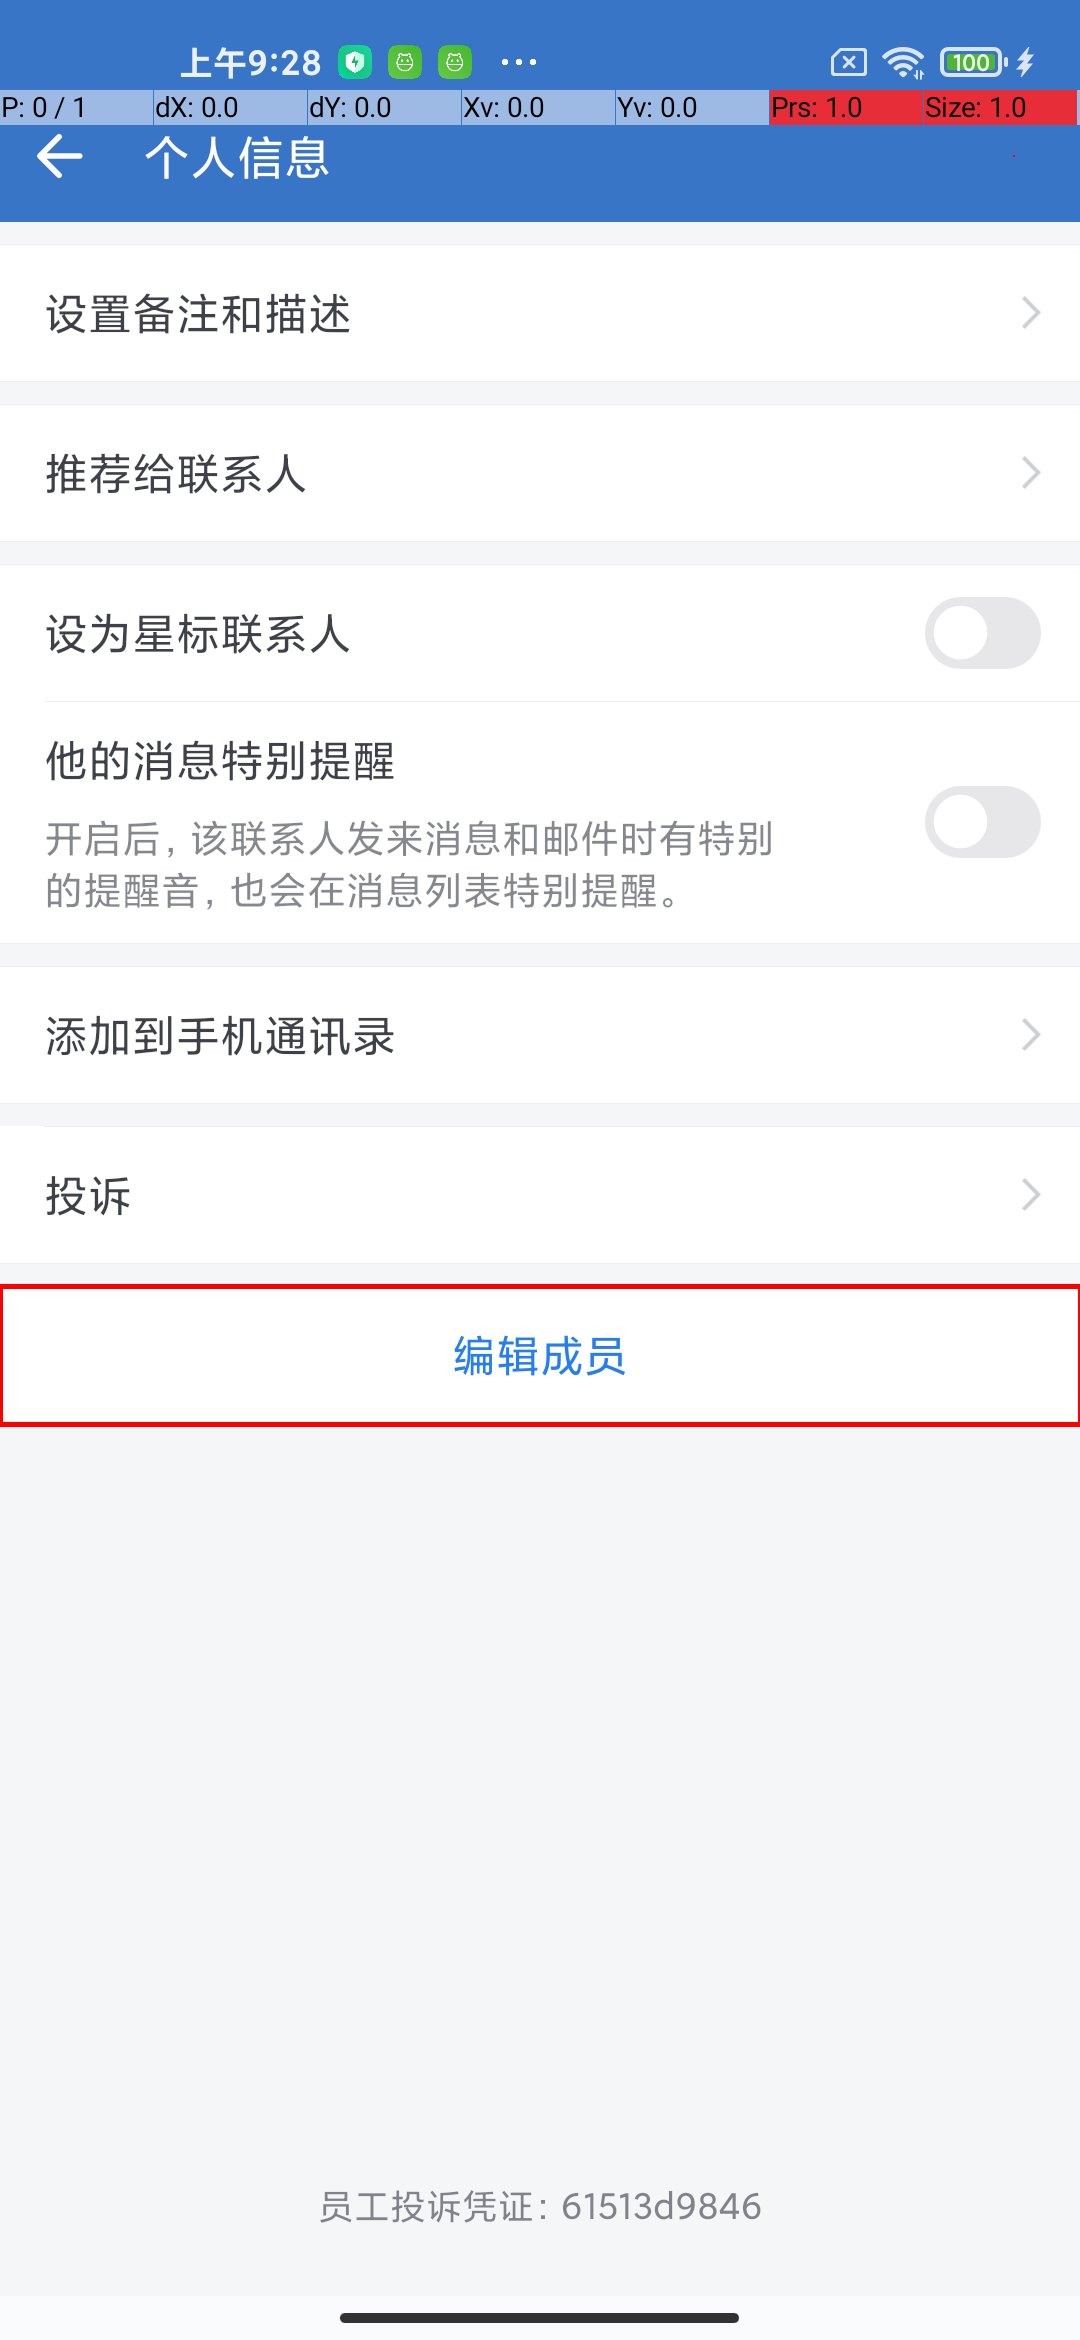 上午9:28
100
P: 0 / 1 dX: 0.0 dY: 0.0 Xv: 0.0 Yv: 0.0 Prs: 1.0 Size: 1.0
个人信息
设置备注和描述
推荐给联系人
设为星标联系人
他的消息特别提醒
开启后，该联系人发来消息和邮件时有特别
的提醒音，也会在消息列表特别提醒。
添加到手机通讯录
投诉
编辑成员
员工投诉凭证：61513d9846